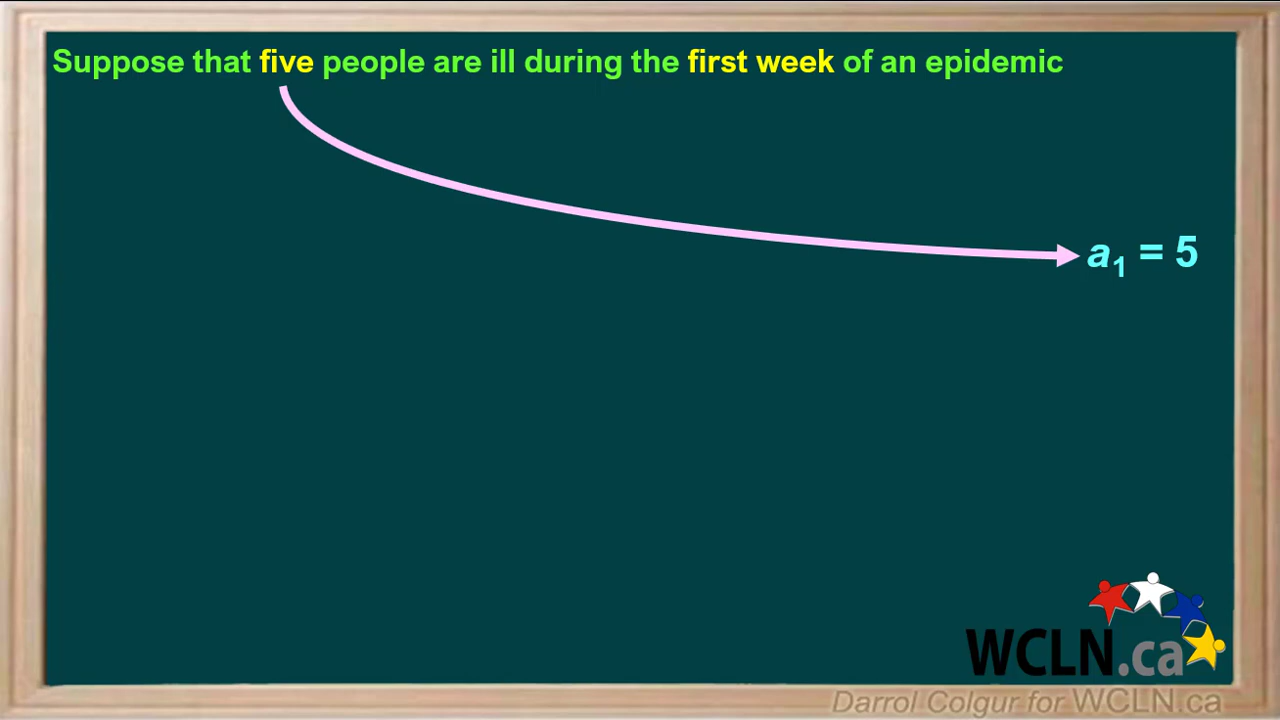 Suppose that five people are ill during the first week of an epidemic
a₁ = 5
WCLN.ca
Darrol Colgur for WCLN.ca